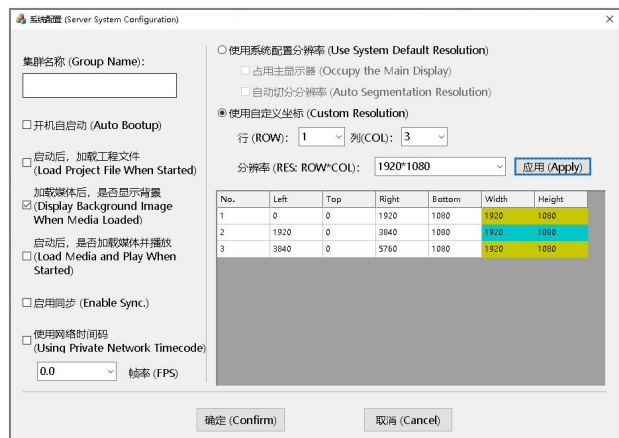 系统配置 (Server System Configuration)
集群名称 (Group Name):
开机自启动 (Auto Bootup)
启动后，加载工程文件
(Load Project File When Started)
加载媒体后，是否显示背景
(Display Background Image
When Media Loaded)
启动后，是否加载媒体并播放
(Load Media and Play When
Started)
启用同步 (Enable Sync.)
使用网络时间码
(Using Private Network Timecode)
0.0 帧率 (FPS)
使用系统配置分辨率 (Use System Default Resolution)
占用主显示器 (Occupy the Main Display)
自动切分分辨率 (Auto Segmentation Resolution)
使用自定义坐标 (Custom Resolution)
行 (ROW): 1 列(COL): 3
分辨率 (RES: ROW*COL): 1920*1080 应用 (Apply)
No. Left Top Right Bottom Width Height
1 0 0 1920 1080 1920 1080
2 1920 0 3840 1080 1920 1080
3 3840 0 5760 1080 1920 1080
确定 (Confirm) 取消 (Cancel)